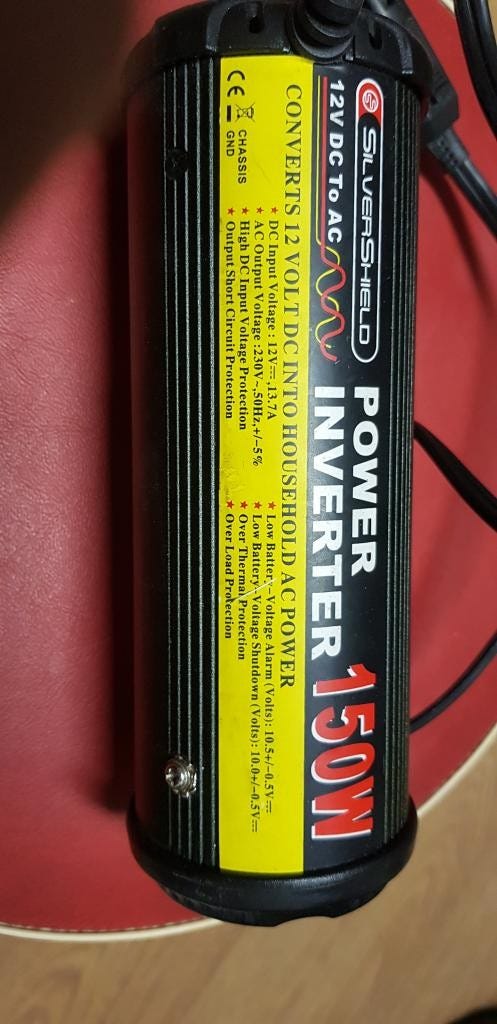 SILVERSHIELD
12V DC To AC
POWER
INVERTER 150W
CONVERTS 12 VOLT DC INTO HOUSEHOLD AC POWER
★ DC Input Voltage : 12V⎓, 13.7A
★ AC Output Voltage : 230V~, 50Hz, +/-5%
★ High DC Input Voltage Protection
★ Output Short Circuit Protection
★ Low Battery-Voltage Alarm (Volts): 10.5+/-0.5V⎓
★ Low Battery-Voltage Shutdown (Volts): 10.0+/-0.5V⎓
★ Over Thermal Protection
★ Over Load Protection
CE
CHASSIS
GND